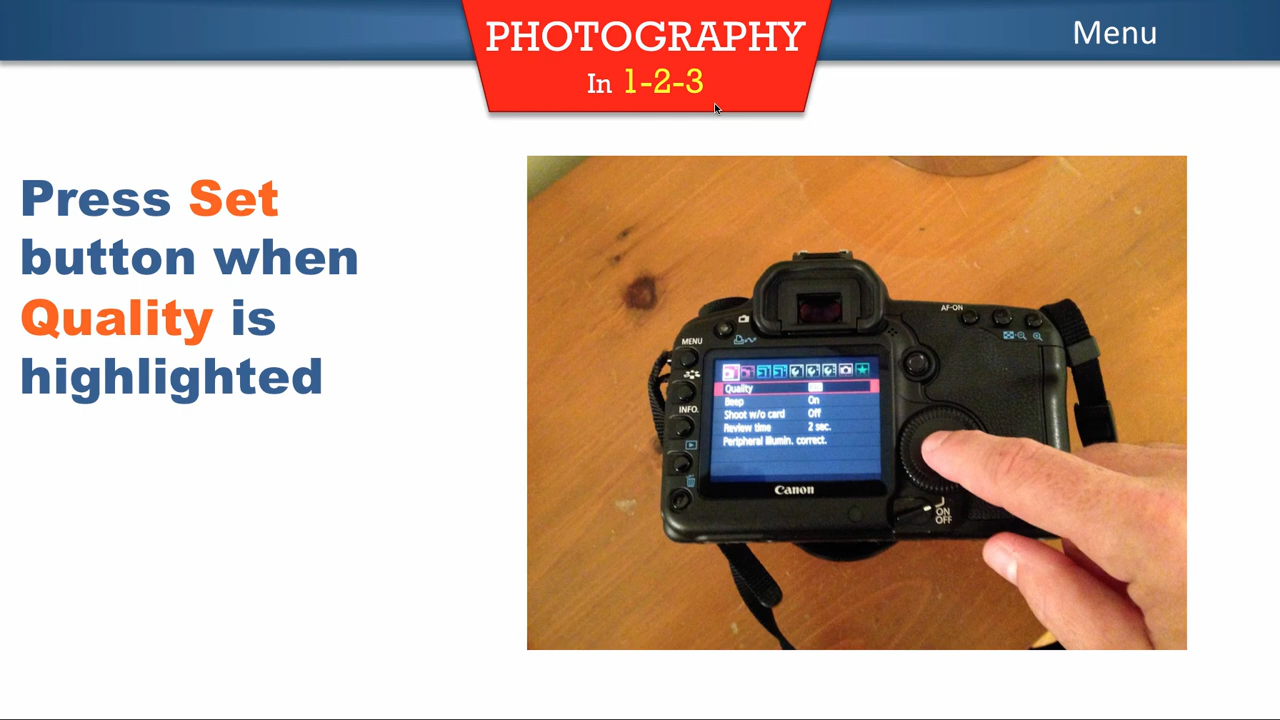 PHOTOGRAPHY
In 1-2-3
Menu
Press Set
button when
Quality is
highlighted
AF-ON
MENU
INFO.
Quality
Beep On
Shoot w/o card Off
Review time 2 sec.
Peripheral illumin. correct.
Canon
ON
OFF